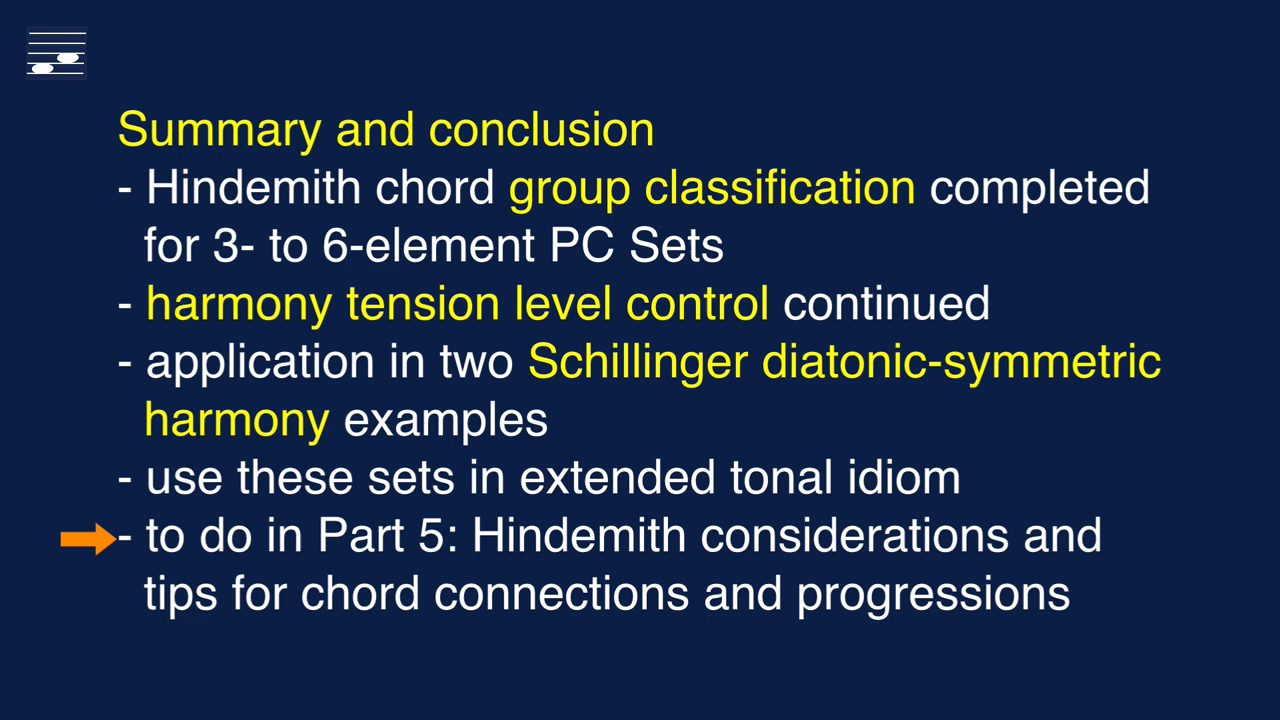 Summary and conclusion
- Hindemith chord group classification completed
for 3- to 6-element PC Sets
- harmony tension level control continued
- application in two Schillinger diatonic-symmetric
harmony examples
- use these sets in extended tonal idiom
- to do in Part 5: Hindemith considerations and
tips for chord connections and progressions